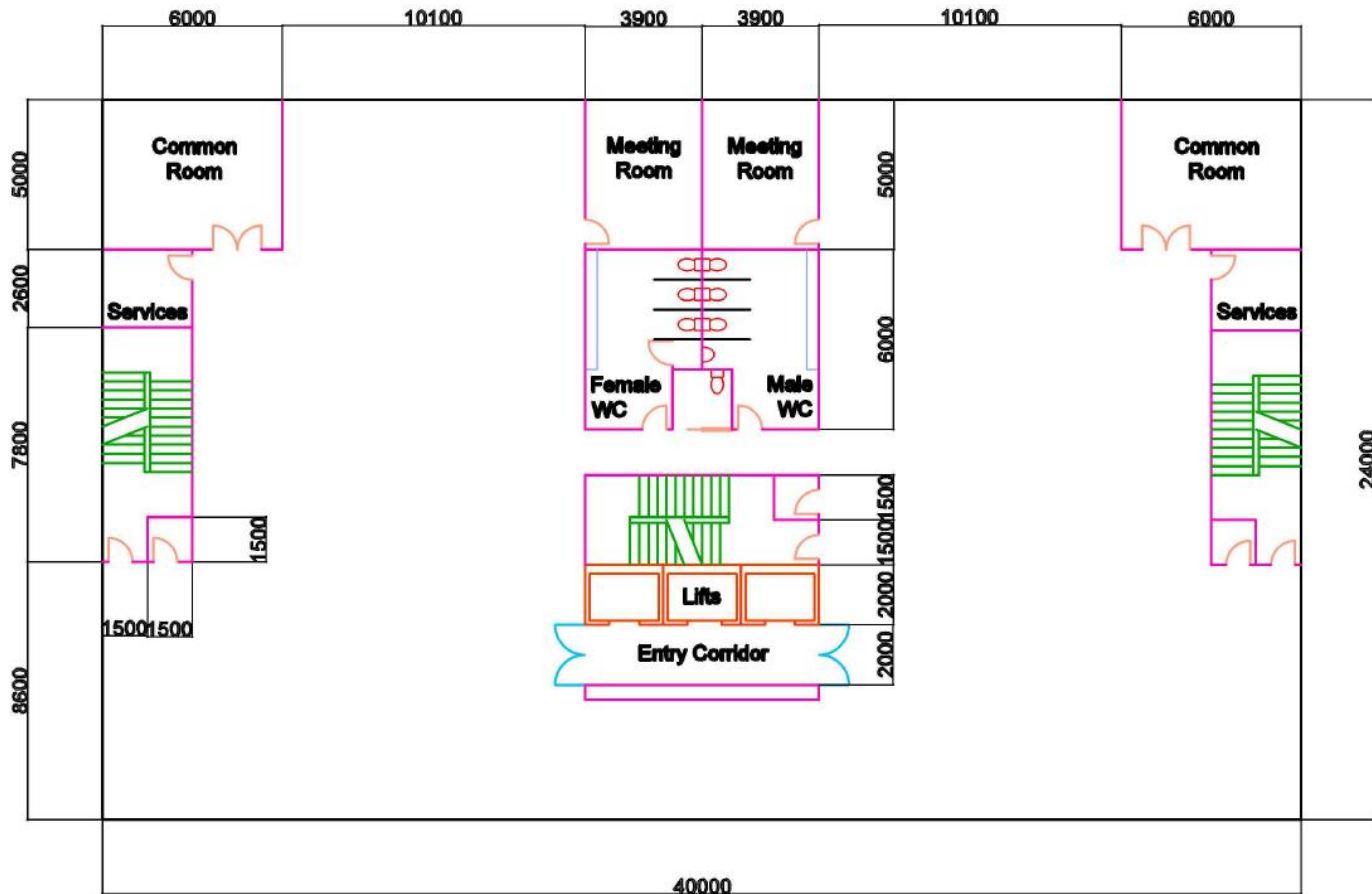 6000 10100 3900 3900 10100 6000
Common
Room
Meeting
Room
Meeting
Room
Common
Room
5000
5000
2600
Services
Services
6000
Female
WC
Male
WC
7800
24000
1500
1500
1500
1500 1500
2000
Lifts
2000
Entry Corridor
8600
40000